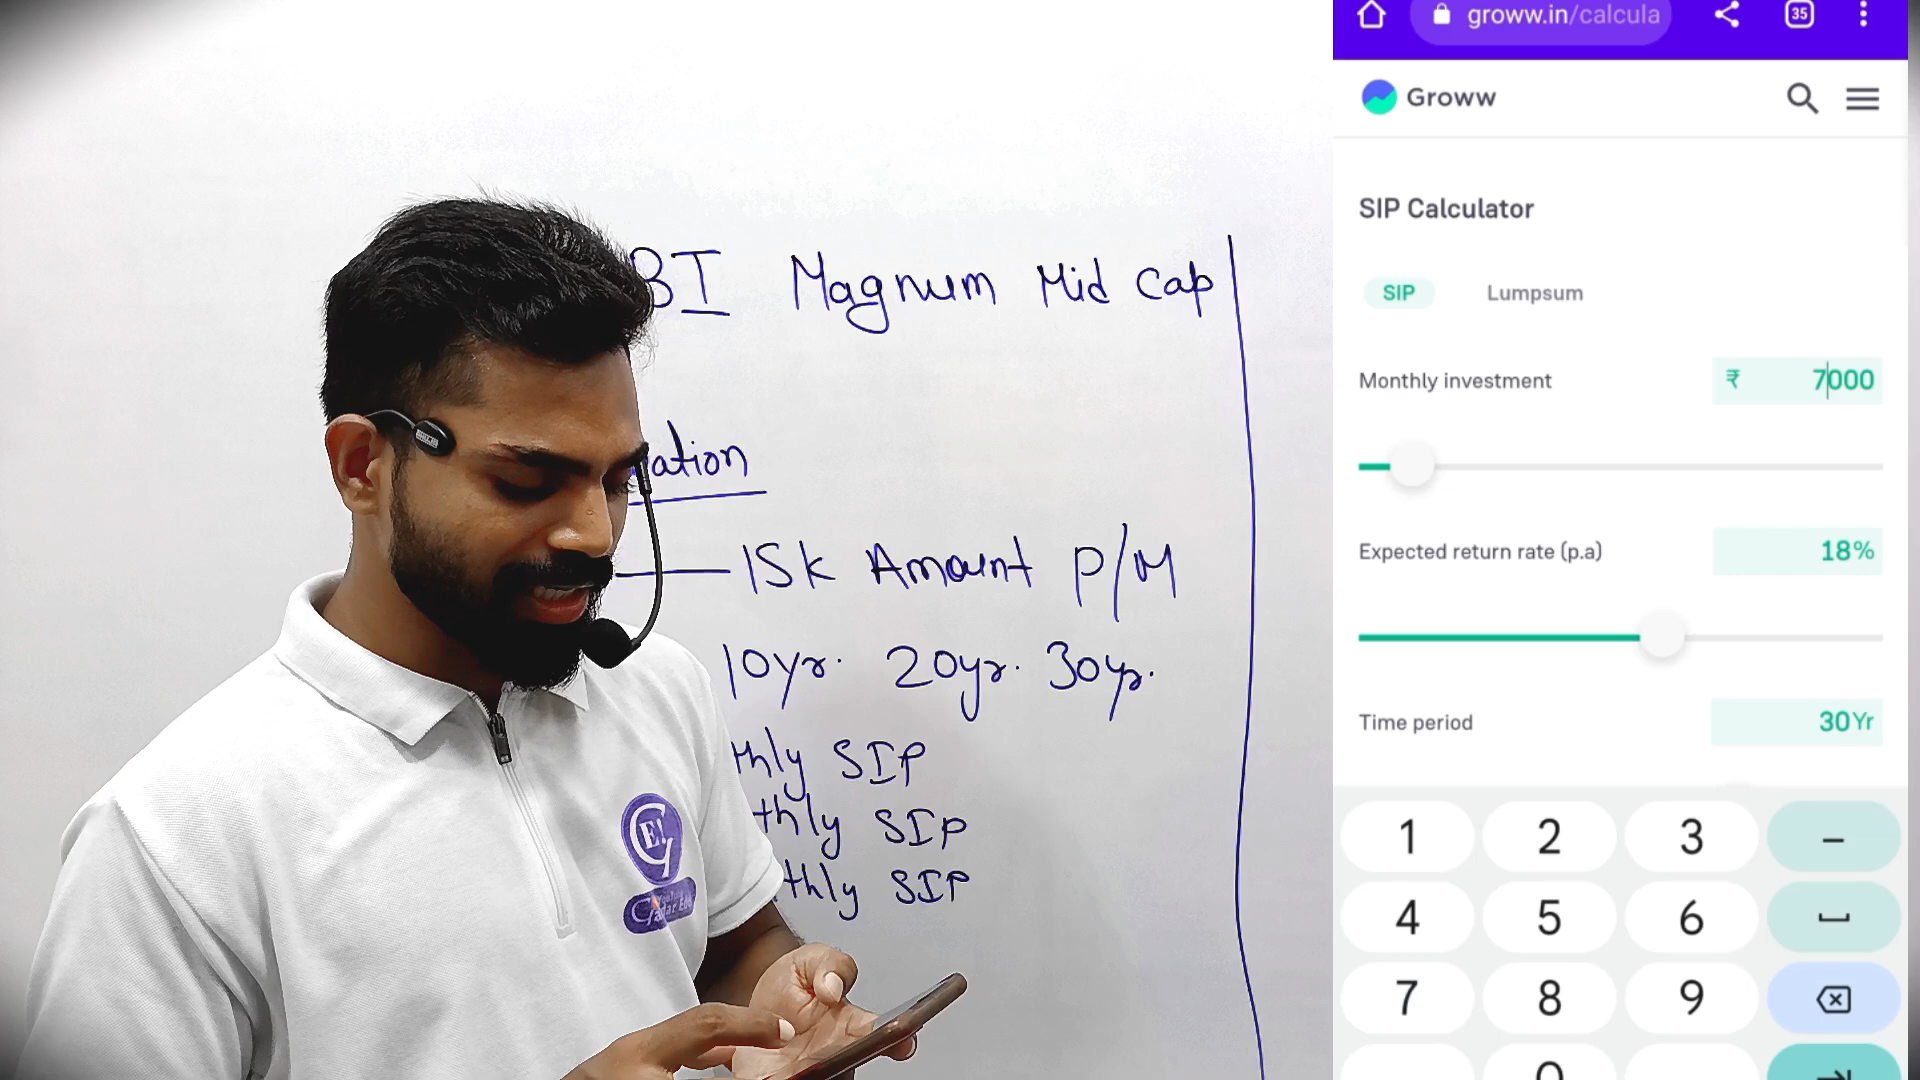 BI Magnum Mid Cap
ation
15k Amount P/M
10yr. 20yr. 30yr.
thly SIP
thly SIP
thly SIP
groww.in/calcula
35
Groww
SIP Calculator
SIP Lumpsum
Monthly investment ₹ 7000
Expected return rate (p.a) 18%
Time period 30Yr
1 2 3 –
4 5 6
7 8 9
0